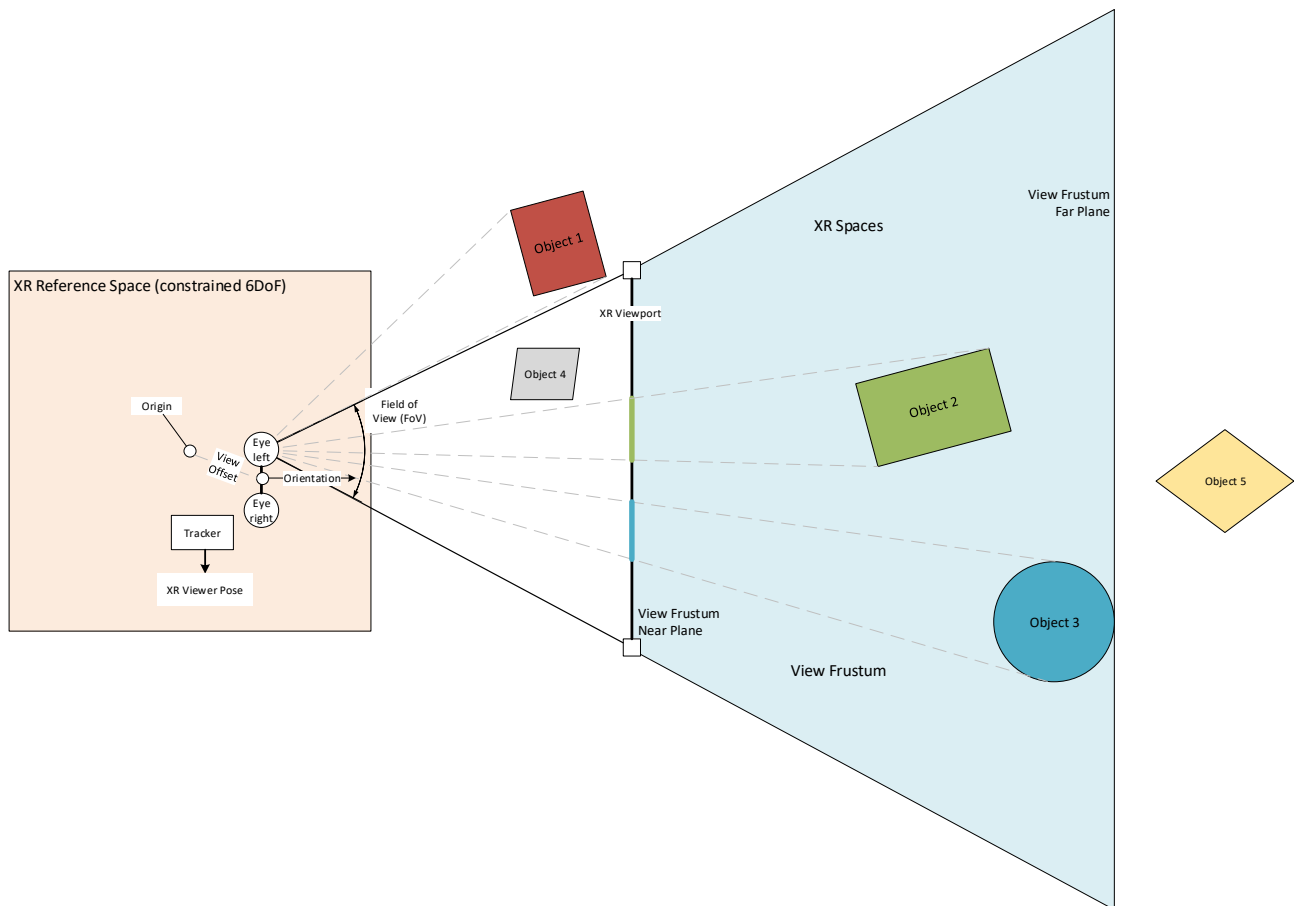 XR Spaces
View Frustum
Far Plane
Object 1
XR Reference Space (constrained 6DoF)
XR Viewport
Object 4
Object 2
Origin
Field of
View (FoV)
Eye
left
View
Offset
Orientation
Object 5
Eye
right
Tracker
XR Viewer Pose
View Frustum
Near Plane
Object 3
View Frustum